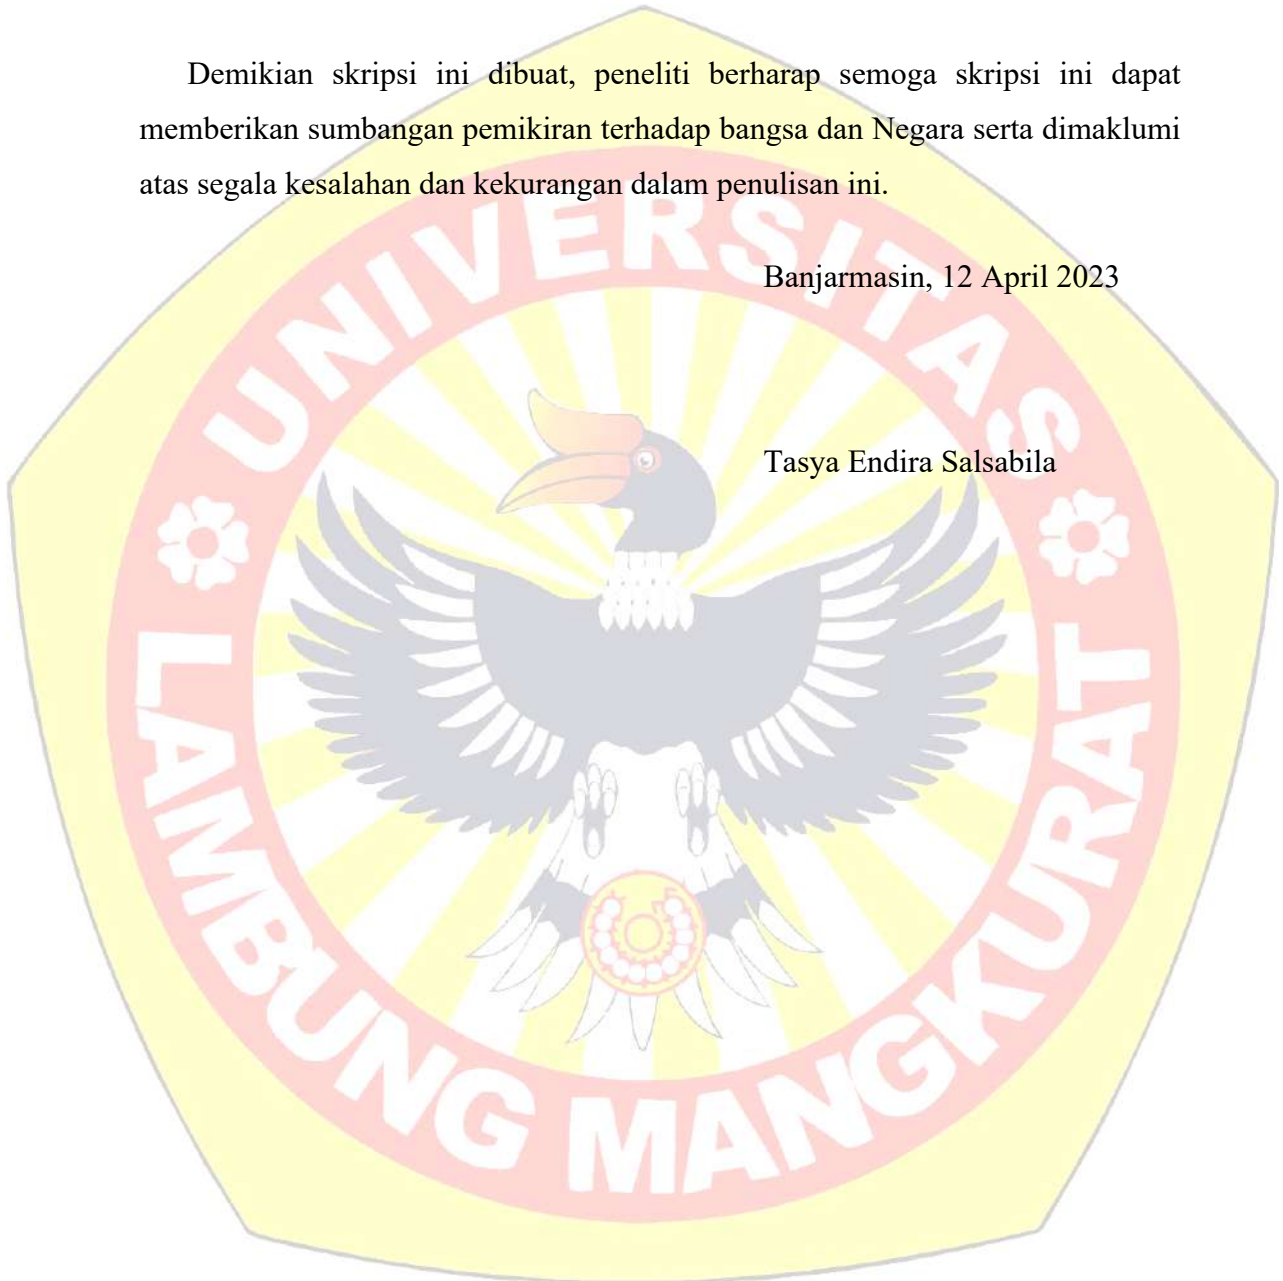 Demikian skripsi ini dibuat, peneliti berharap semoga skripsi ini dapat
memberikan sumbangan pemikiran terhadap bangsa dan Negara serta dimaklumi
atas segala kesalahan dan kekurangan dalam penulisan ini.
Banjarmasin, 12 April 2023
Tasya Endira Salsabila
UNIVERSITAS
LAMBUNG MANGKURAT